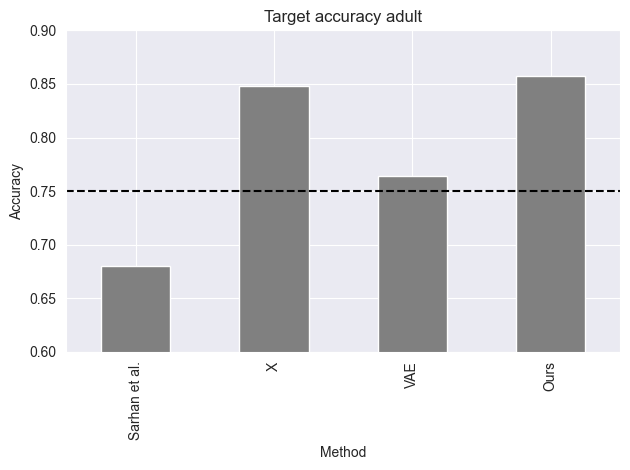 Target accuracy adult
0.90
0.85
0.80
0.75
0.70
0.65
0.60
Accuracy
Sarhan et al.
X
VAE
Ours
Method